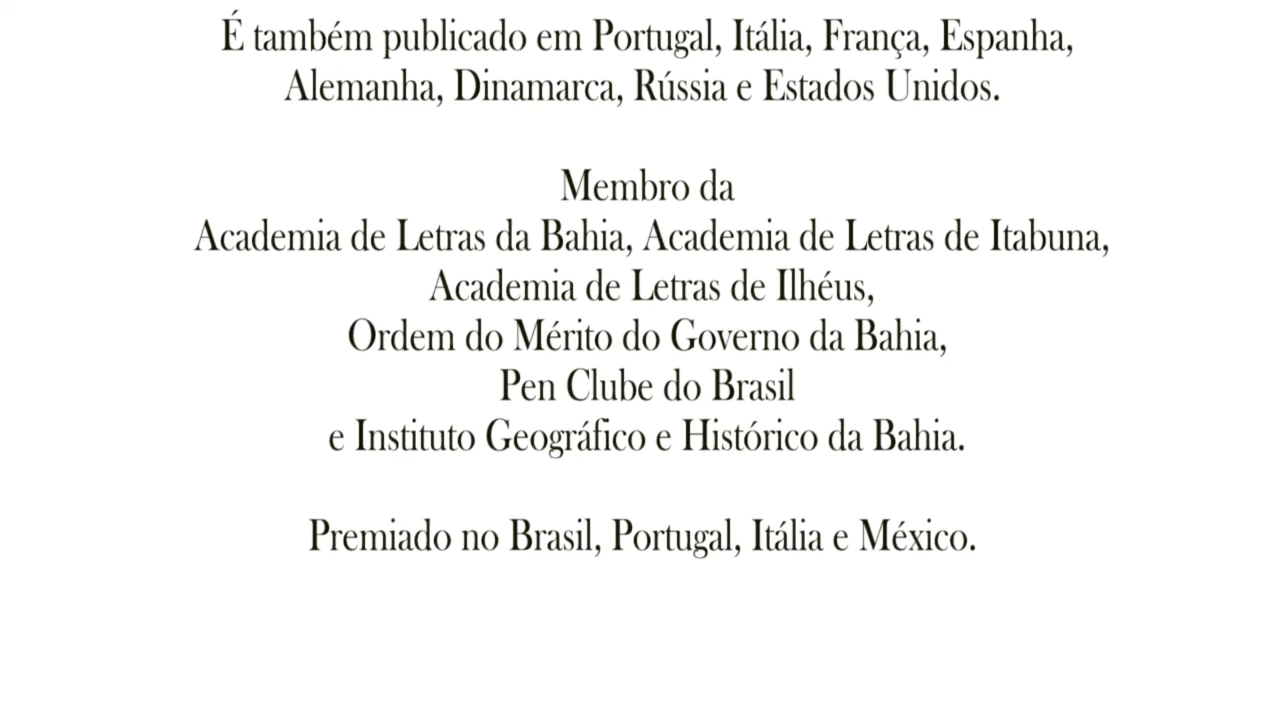 É também publicado em Portugal, Itália, França, Espanha,
Alemanha, Dinamarca, Rússia e Estados Unidos.
Membro da
Academia de Letras da Bahia, Academia de Letras de Itabuna,
Academia de Letras de Ilhéus,
Ordem do Mérito do Governo da Bahia,
Pen Clube do Brasil
e Instituto Geográfico e Histórico da Bahia.
Premiado no Brasil, Portugal, Itália e México.